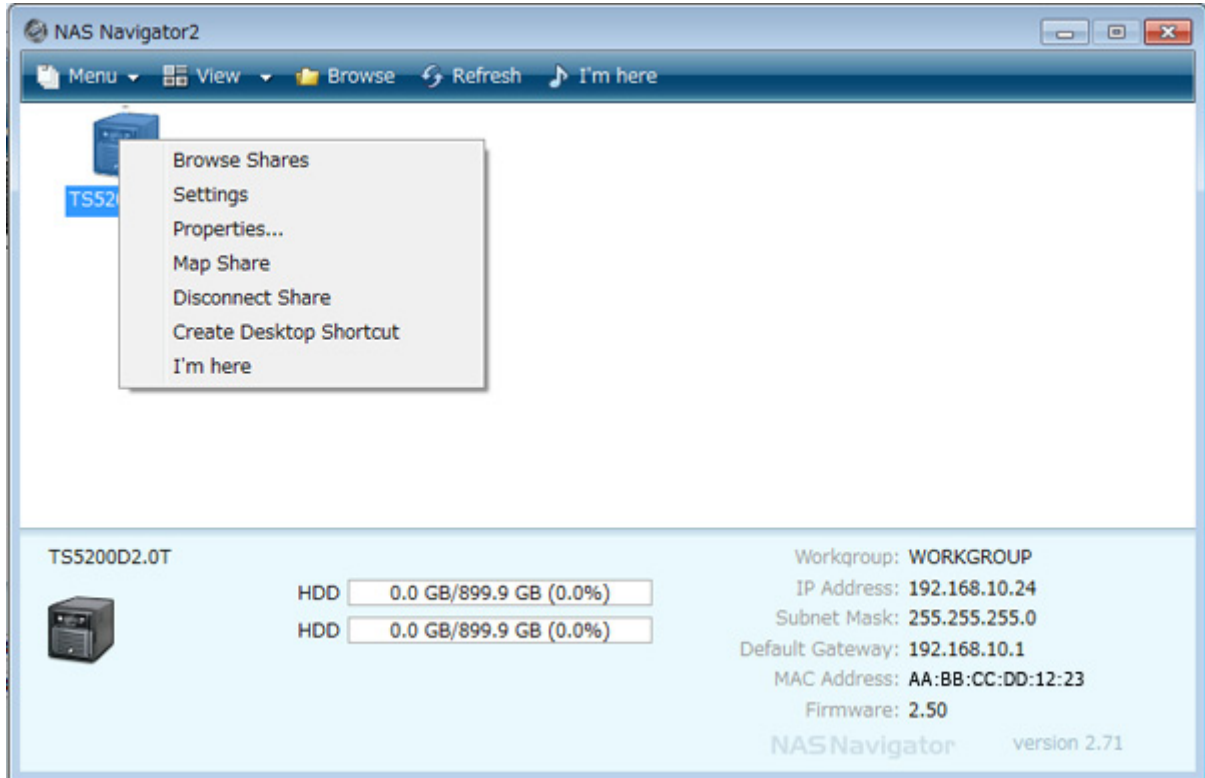 NAS Navigator2
Menu View Browse Refresh I'm here
Browse Shares
TS520
Settings
Properties...
Map Share
Disconnect Share
Create Desktop Shortcut
I'm here
TS5200D2.0T
HDD 0.0 GB/899.9 GB (0.0%)
HDD 0.0 GB/899.9 GB (0.0%)
Workgroup: WORKGROUP
IP Address: 192.168.10.24
Subnet Mask: 255.255.255.0
Default Gateway: 192.168.10.1
MAC Address: AA:BB:CC:DD:12:23
Firmware: 2.50
NASNavigator version 2.71